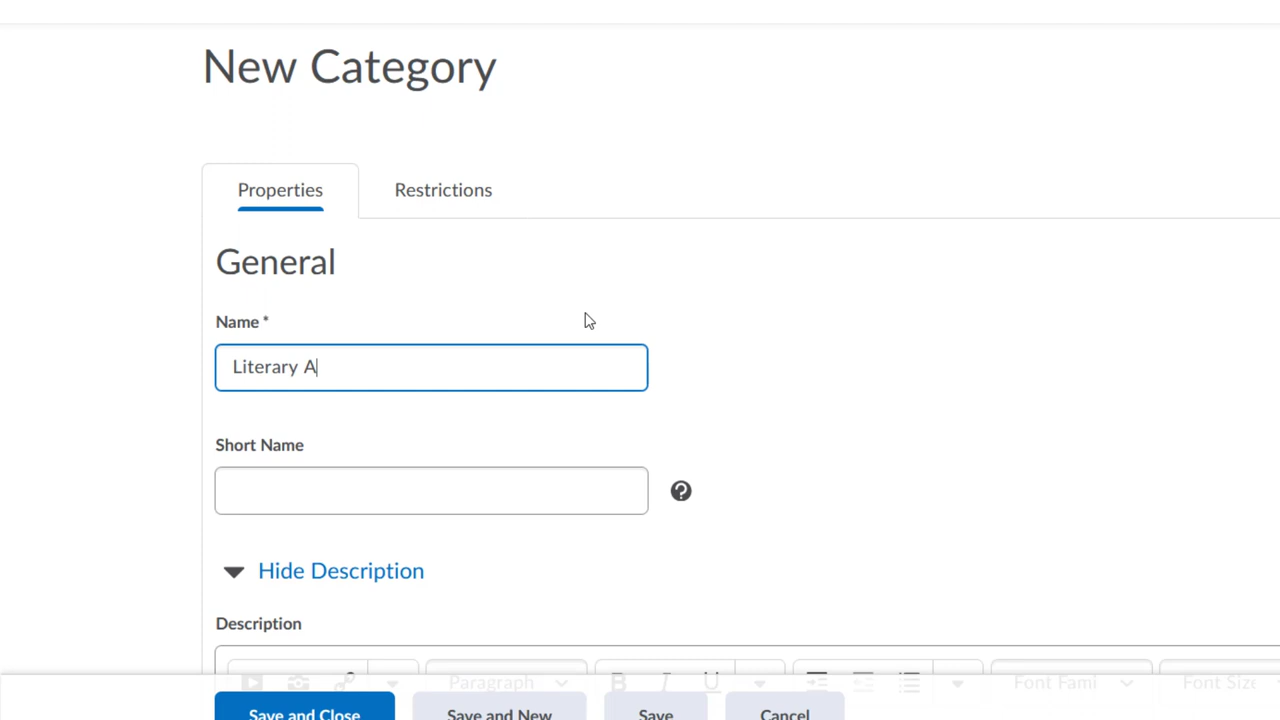 New Category
Properties
Restrictions
General
Name *
Literary A
Short Name
Hide Description
Description
Paragraph
B I U
Font Fami
Font Size
Save and Close
Save and New
Save
Cancel